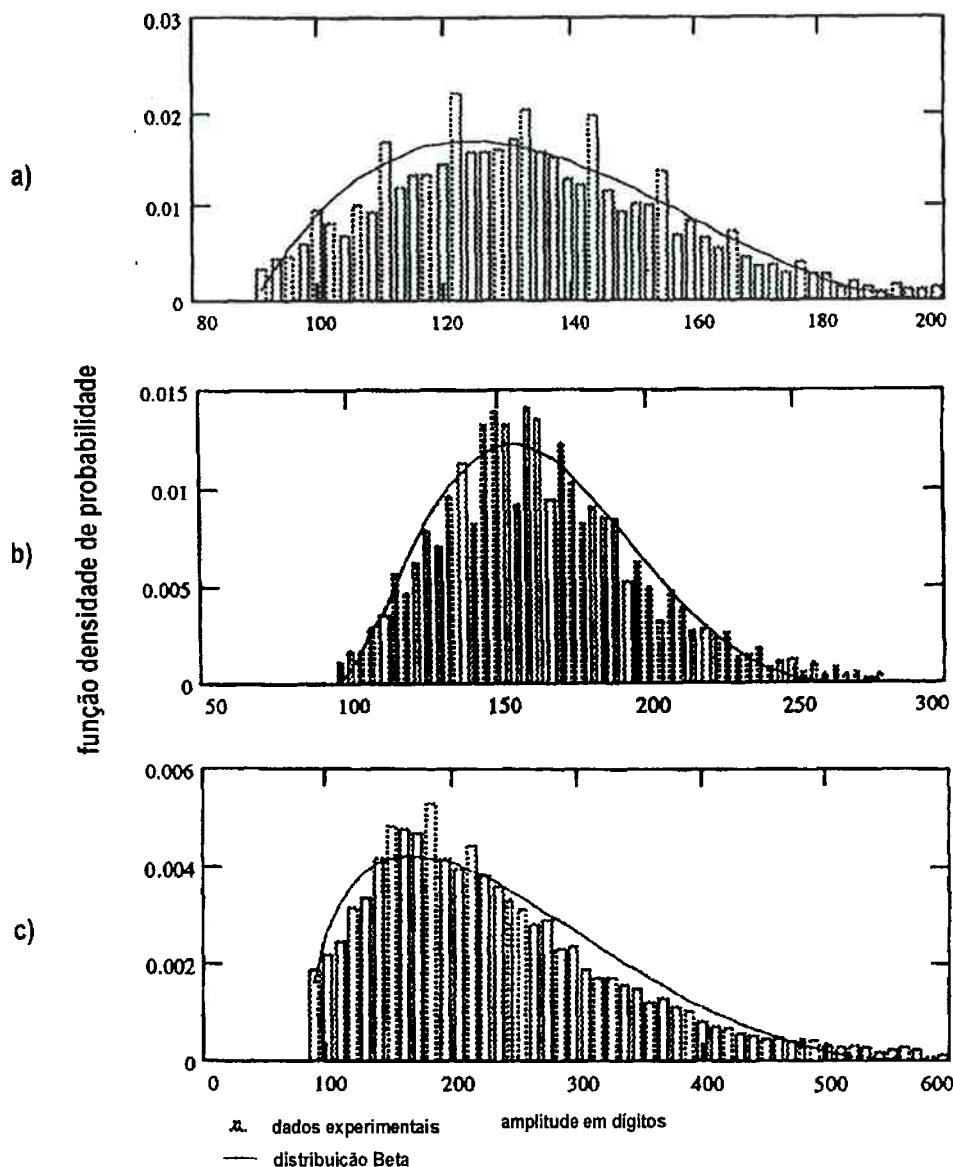 função densidade de probabilidade
a)
0.03
0.02
0.01
0
80 100 120 140 160 180 200
b)
0.015
0.01
0.005
0
50 100 150 200 250 300
c)
0.006
0.004
0.002
0
0 100 200 300 400 500 600
amplitude em dígitos
dados experimentais
distribuicão Beta